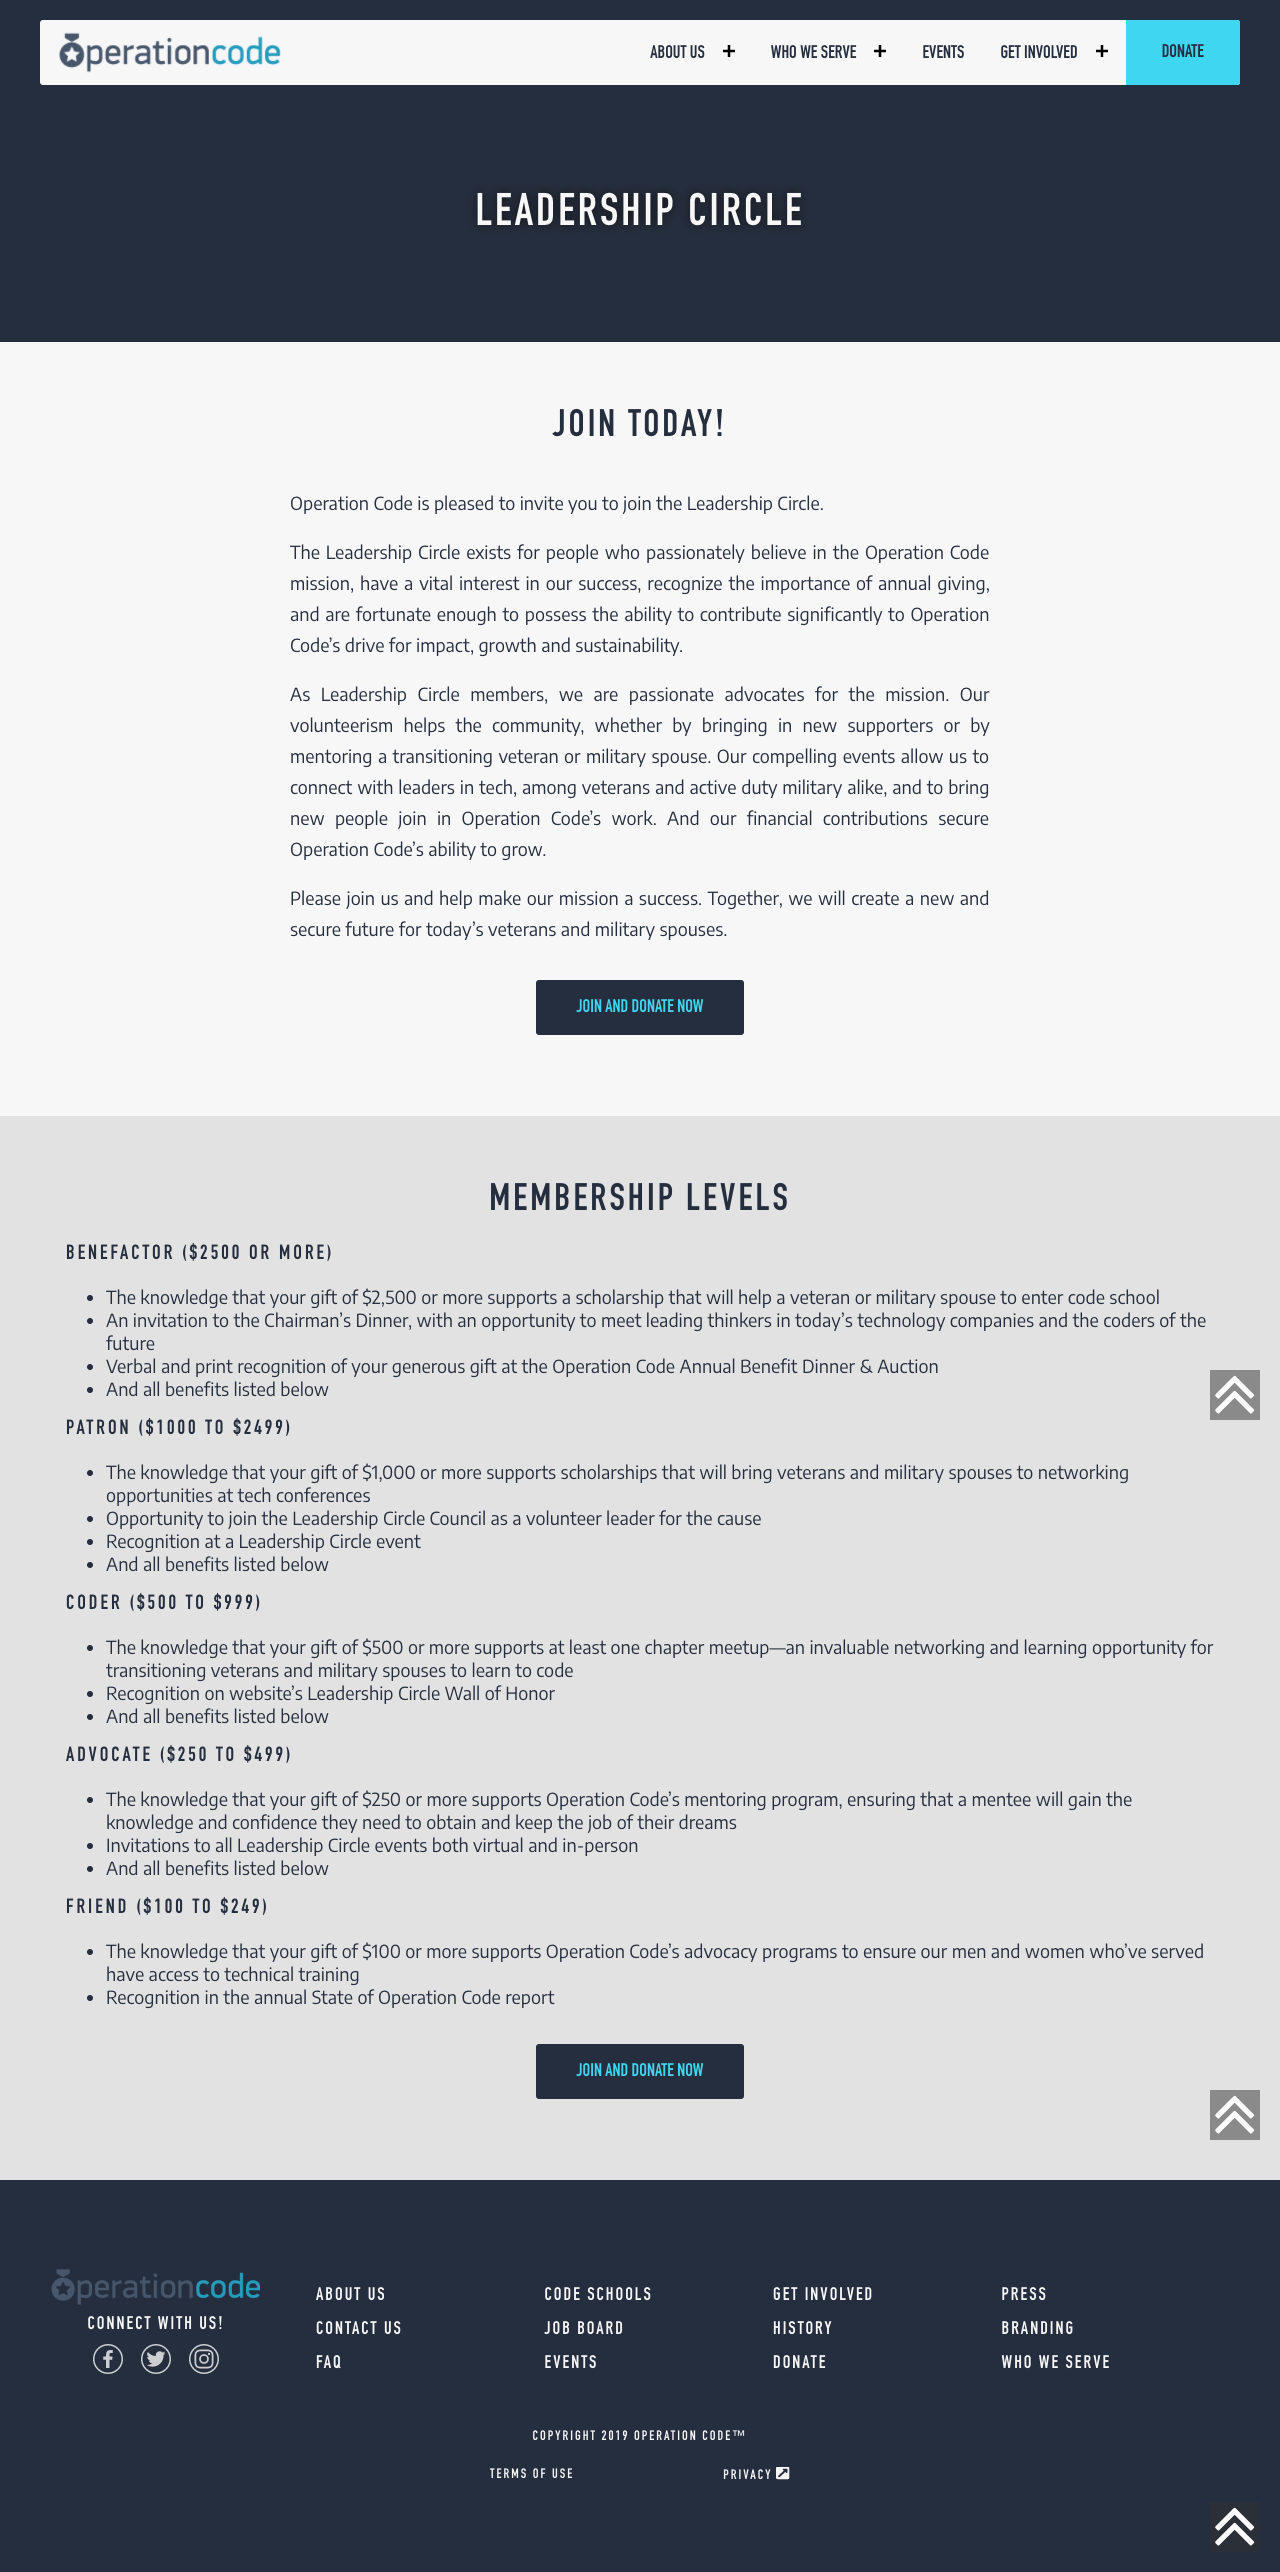 operationcode
ABOUT US
WHO WE SERVE
EVENTS
GET INVOLVED
DONATE
LEADERSHIP CIRCLE
JOIN TODAY!
Operation Code is pleased to invite you to join the Leadership Circle.
The Leadership Circle exists for people who passionately believe in the Operation Code
mission, have a vital interest in our success, recognize the importance of annual giving,
and are fortunate enough to possess the ability to contribute significantly to Operation
Code’s drive for impact, growth and sustainability.
As Leadership Circle members, we are passionate advocates for the mission. Our
volunteerism helps the community, whether by bringing in new supporters or by
mentoring a transitioning veteran or military spouse. Our compelling events allow us to
connect with leaders in tech, among veterans and active duty military alike, and to bring
new people join in Operation Code’s work. And our financial contributions secure
Operation Code’s ability to grow.
Please join us and help make our mission a success. Together, we will create a new and
secure future for today’s veterans and military spouses.
JOIN AND DONATE NOW
MEMBERSHIP LEVELS
BENEFACTOR ($2500 OR MORE)
• The knowledge that your gift of $2,500 or more supports a scholarship that will help a veteran or military spouse to enter code school
• An invitation to the Chairman’s Dinner, with an opportunity to meet leading thinkers in today’s technology companies and the coders of the
future
• Verbal and print recognition of your generous gift at the Operation Code Annual Benefit Dinner & Auction
• And all benefits listed below
PATRON ($1000 TO $2499)
• The knowledge that your gift of $1,000 or more supports scholarships that will bring veterans and military spouses to networking
opportunities at tech conferences
• Opportunity to join the Leadership Circle Council as a volunteer leader for the cause
• Recognition at a Leadership Circle event
• And all benefits listed below
CODER ($500 TO $999)
• The knowledge that your gift of $500 or more supports at least one chapter meetup—an invaluable networking and learning opportunity for
transitioning veterans and military spouses to learn to code
• Recognition on website’s Leadership Circle Wall of Honor
• And all benefits listed below
ADVOCATE ($250 TO $499)
• The knowledge that your gift of $250 or more supports Operation Code’s mentoring program, ensuring that a mentee will gain the
knowledge and confidence they need to obtain and keep the job of their dreams
• Invitations to all Leadership Circle events both virtual and in-person
• And all benefits listed below
FRIEND ($100 TO $249)
• The knowledge that your gift of $100 or more supports Operation Code’s advocacy programs to ensure our men and women who’ve served
have access to technical training
• Recognition in the annual State of Operation Code report
JOIN AND DONATE NOW
operationcode
CONNECT WITH US!
ABOUT US
CONTACT US
FAQ
CODE SCHOOLS
JOB BOARD
EVENTS
GET INVOLVED
HISTORY
DONATE
PRESS
BRANDING
WHO WE SERVE
COPYRIGHT 2019 OPERATION CODE™
TERMS OF USE
PRIVACY